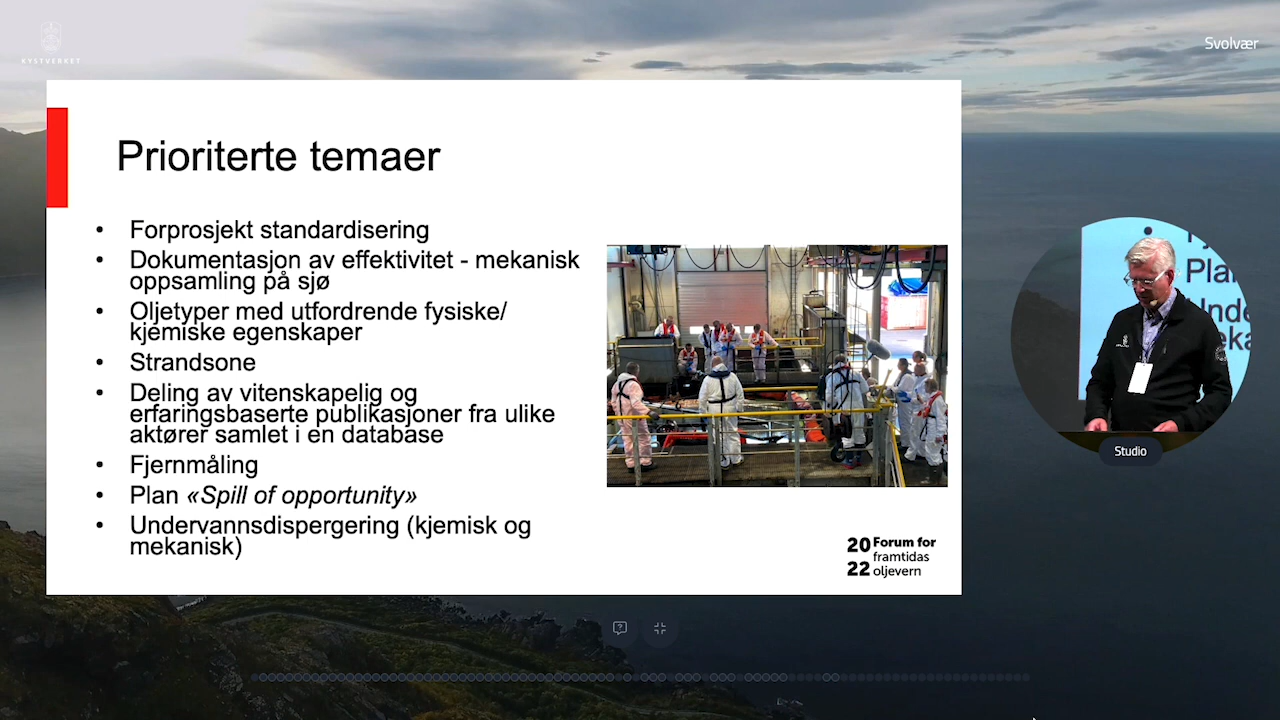 KYSTVERKET
Svolvær
Prioriterte temaer
• Forprosjekt standardisering
• Dokumentasjon av effektivitet - mekanisk
oppsamling på sjø
• Oljetyper med utfordrende fysiske/
kjemiske egenskaper
• Strandsone
• Deling av vitenskapelig og
erfaringsbaserte publikasjoner fra ulike
aktører samlet i en database
• Fjernmåling
• Plan «Spill of opportunity»
• Undervannsdispergering (kjemisk og
mekanisk)
20 Forum for
framtidas
22 oljevern
Plan
Studio